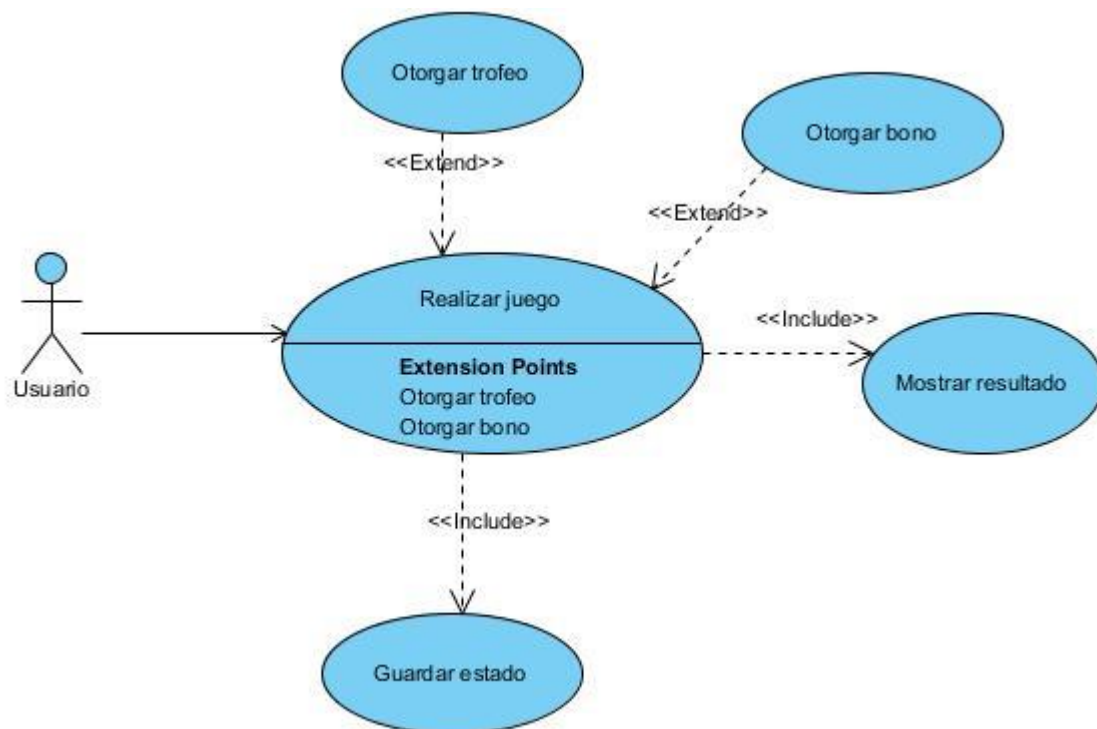 Otorgar trofeo
Otorgar bono
<<Extend>>
<<Extend>>
Realizar juego
<<Include>>
Extension Points
Otorgar trofeo
Otorgar bono
Usuario
Mostrar resultado
<<Include>>
Guardar estado